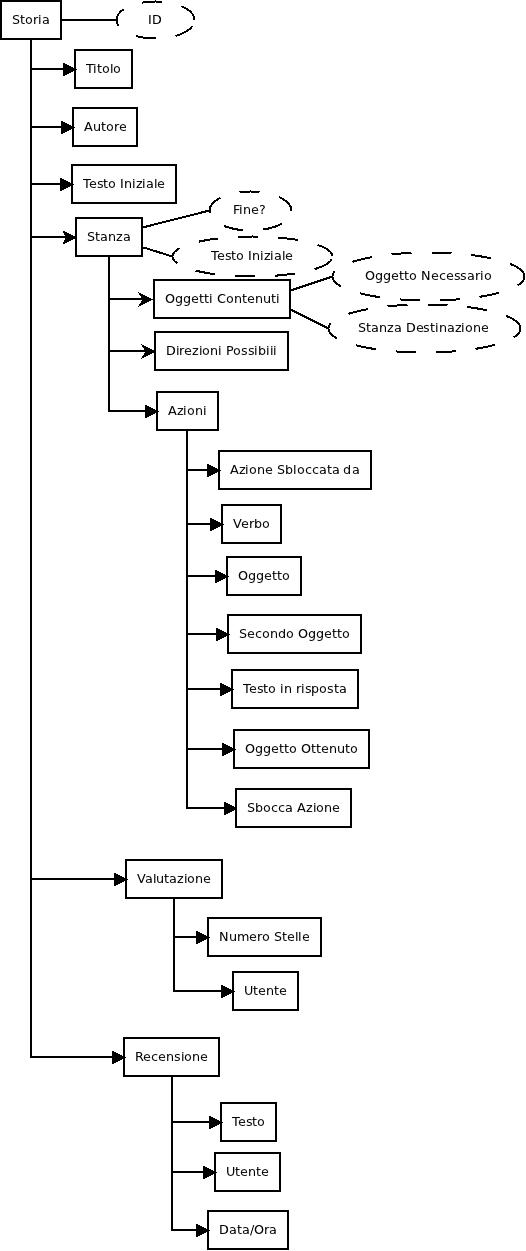 Storia
ID
Titolo
Autore
Testo Iniziale
Stanza
Fine?
Testo Iniziale
Oggetti Contenuti
Oggetto Necessario
Stanza Destinazione
Direzioni Possibili
Azioni
Azione Sbloccata da
Verbo
Oggetto
Secondo Oggetto
Testo in risposta
Oggetto Ottenuto
Sbocca Azione
Valutazione
Numero Stelle
Utente
Recensione
Testo
Utente
Data/Ora